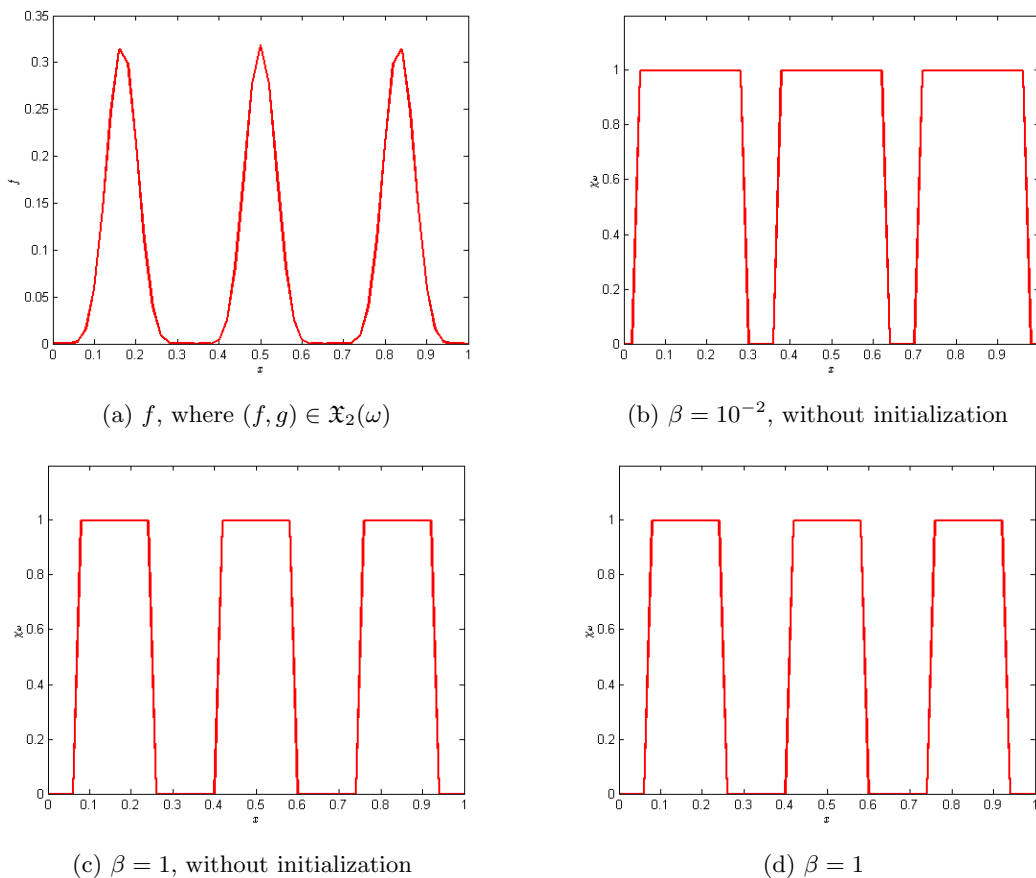 0.35
0.3
0.25
0.2
0.15
0.1
0.05
0
f
0 0.1 0.2 0.3 0.4 0.5 0.6 0.7 0.8 0.9 1
x
(a) f, where (f, g) ∈ 𝔛₂(ω)
1
0.8
0.6
0.4
0.2
0
χω
0 0.1 0.2 0.3 0.4 0.5 0.6 0.7 0.8 0.9 1
x
(b) β = 10⁻², without initialization
1
0.8
0.6
0.4
0.2
0
χω
0 0.1 0.2 0.3 0.4 0.5 0.6 0.7 0.8 0.9 1
x
(c) β = 1, without initialization
1
0.8
0.6
0.4
0.2
0
χω
0 0.1 0.2 0.3 0.4 0.5 0.6 0.7 0.8 0.9 1
x
(d) β = 1